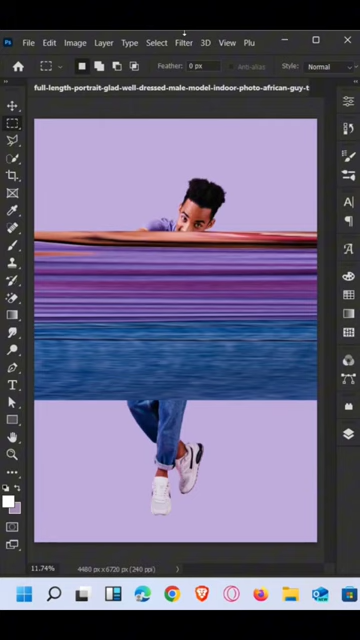 Ps File Edit Image Layer Type Select Filter 3D View Plu
Feather: 0 px Anti-alias Style: Normal
full-length-portrait-glad-well-dressed-male-model-indoor-photo-african-guy-t
11.74% 4480 px x 6720 px (240 ppi)